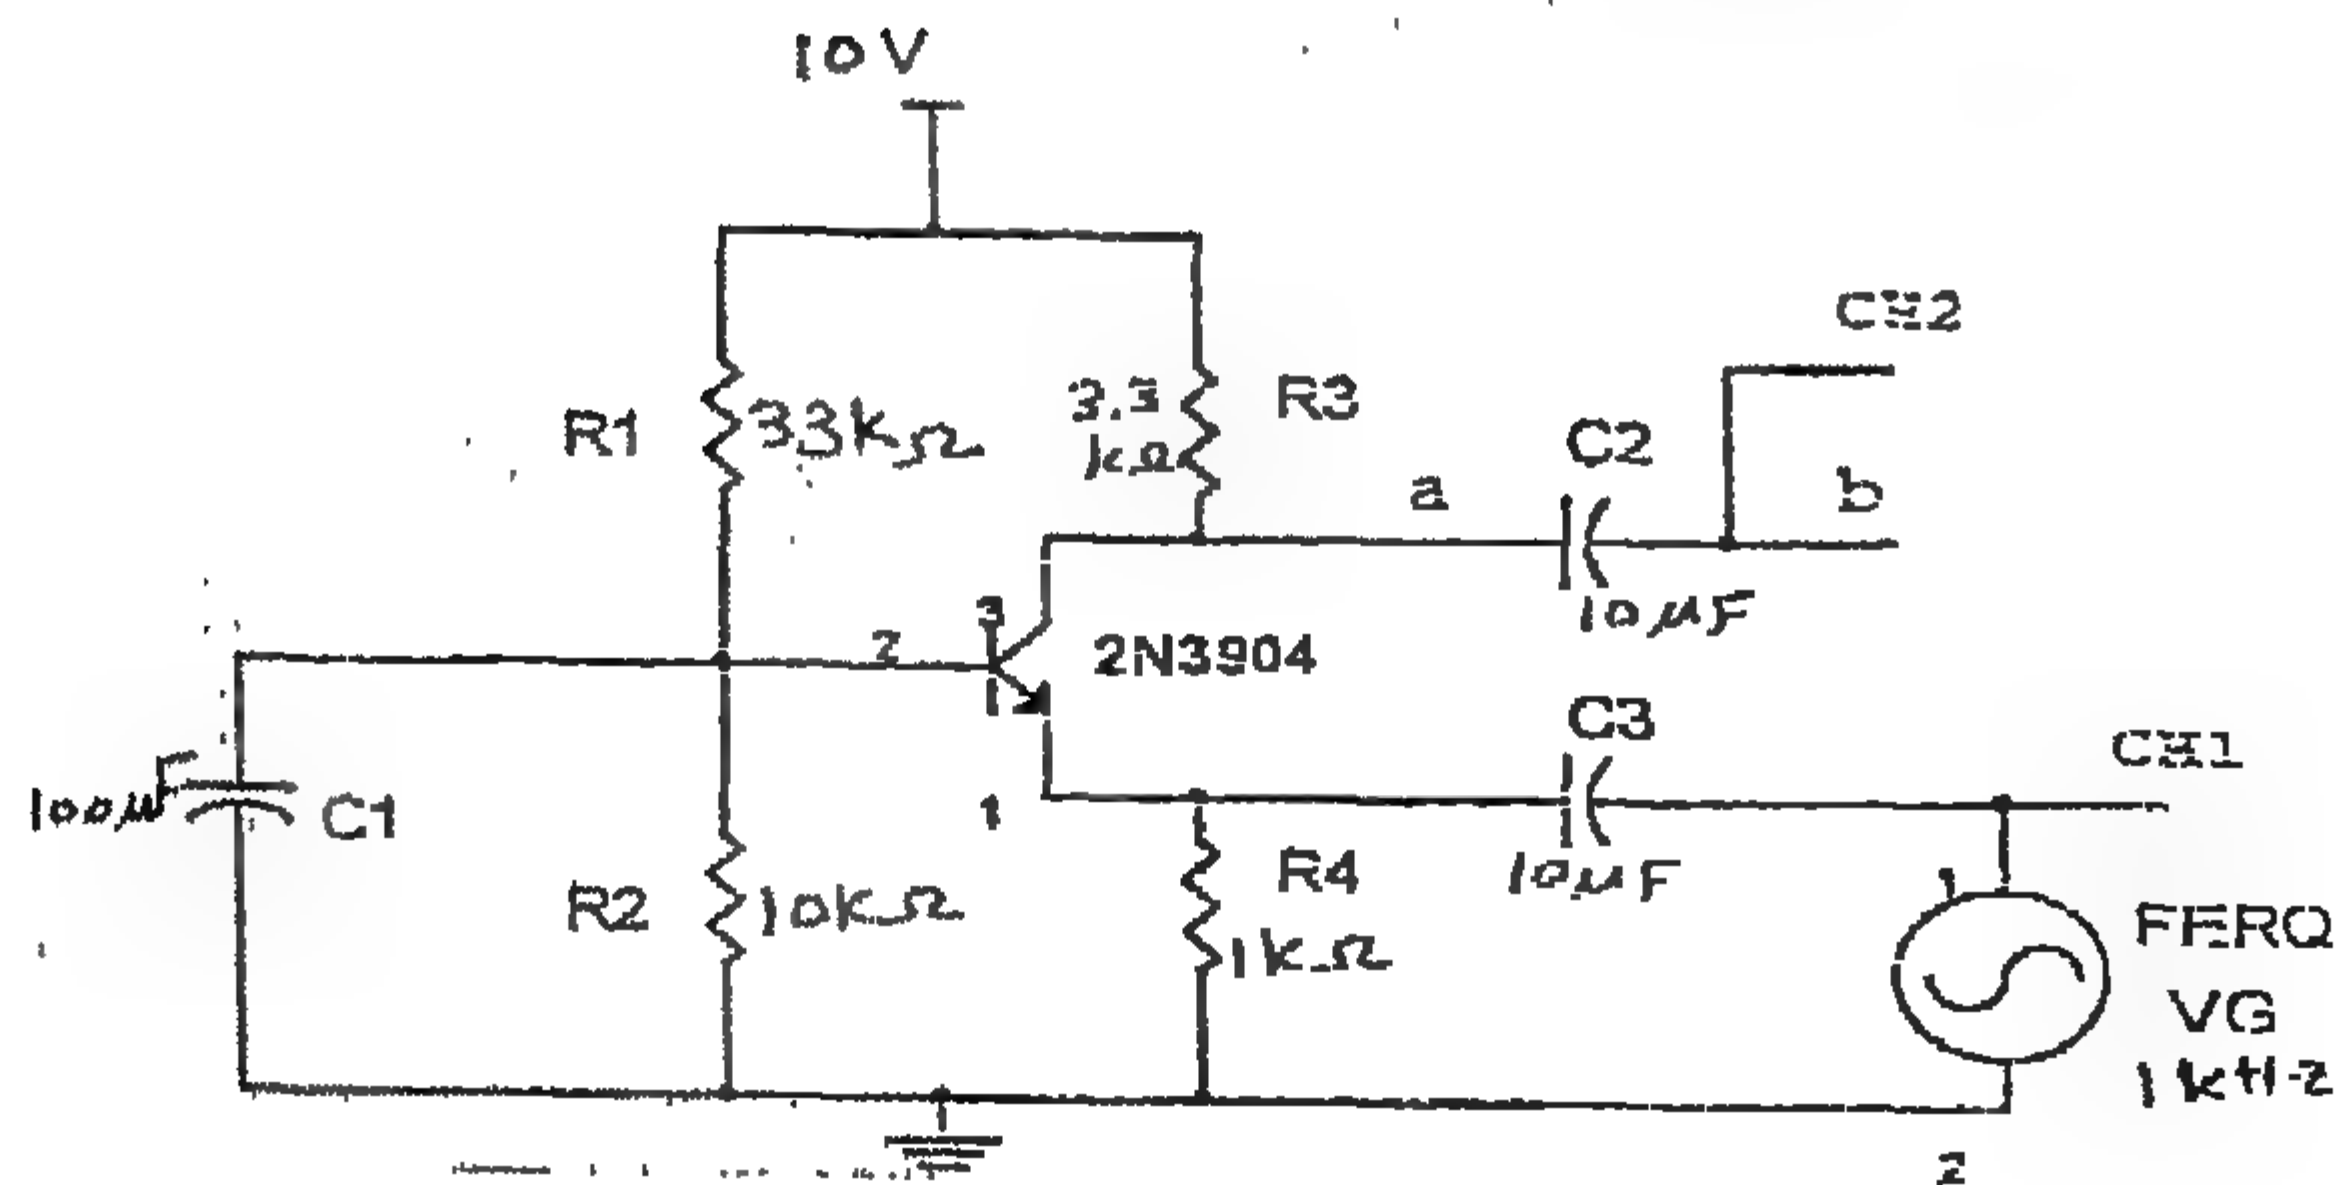 10V
CH2
R1
33kΩ
3.3
kΩ
R3
C2
a
b
10µF
3
2
2N3904
C3
CH1
100µF
C1
1
R2
10kΩ
R4
1kΩ
10µF
1
FERQ
VG
1kHz
2